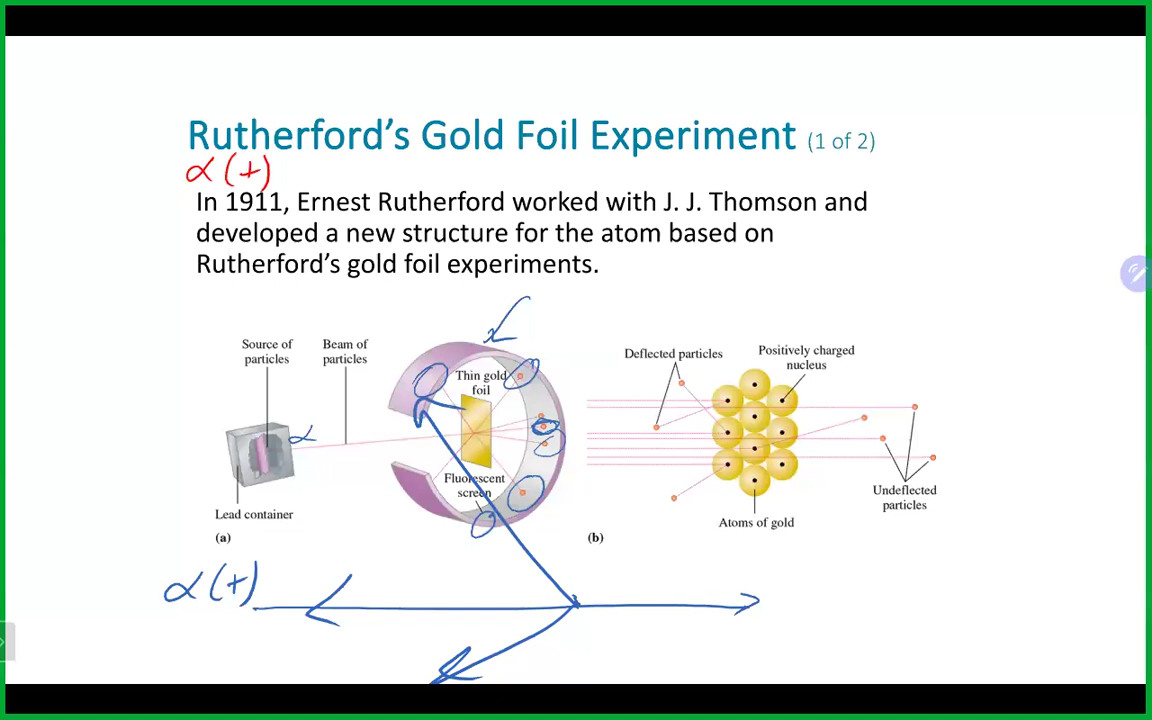 Rutherford's Gold Foil Experiment (1 of 2)
α (+)
In 1911, Ernest Rutherford worked with J. J. Thomson and
developed a new structure for the atom based on
Rutherford's gold foil experiments.
Source of
particles
Beam of
particles
Thin gold
foil
α
Fluorescent
screen
Lead container
(a)
Deflected particles
Positively charged
nucleus
Undeflected
particles
Atoms of gold
(b)
α (+)